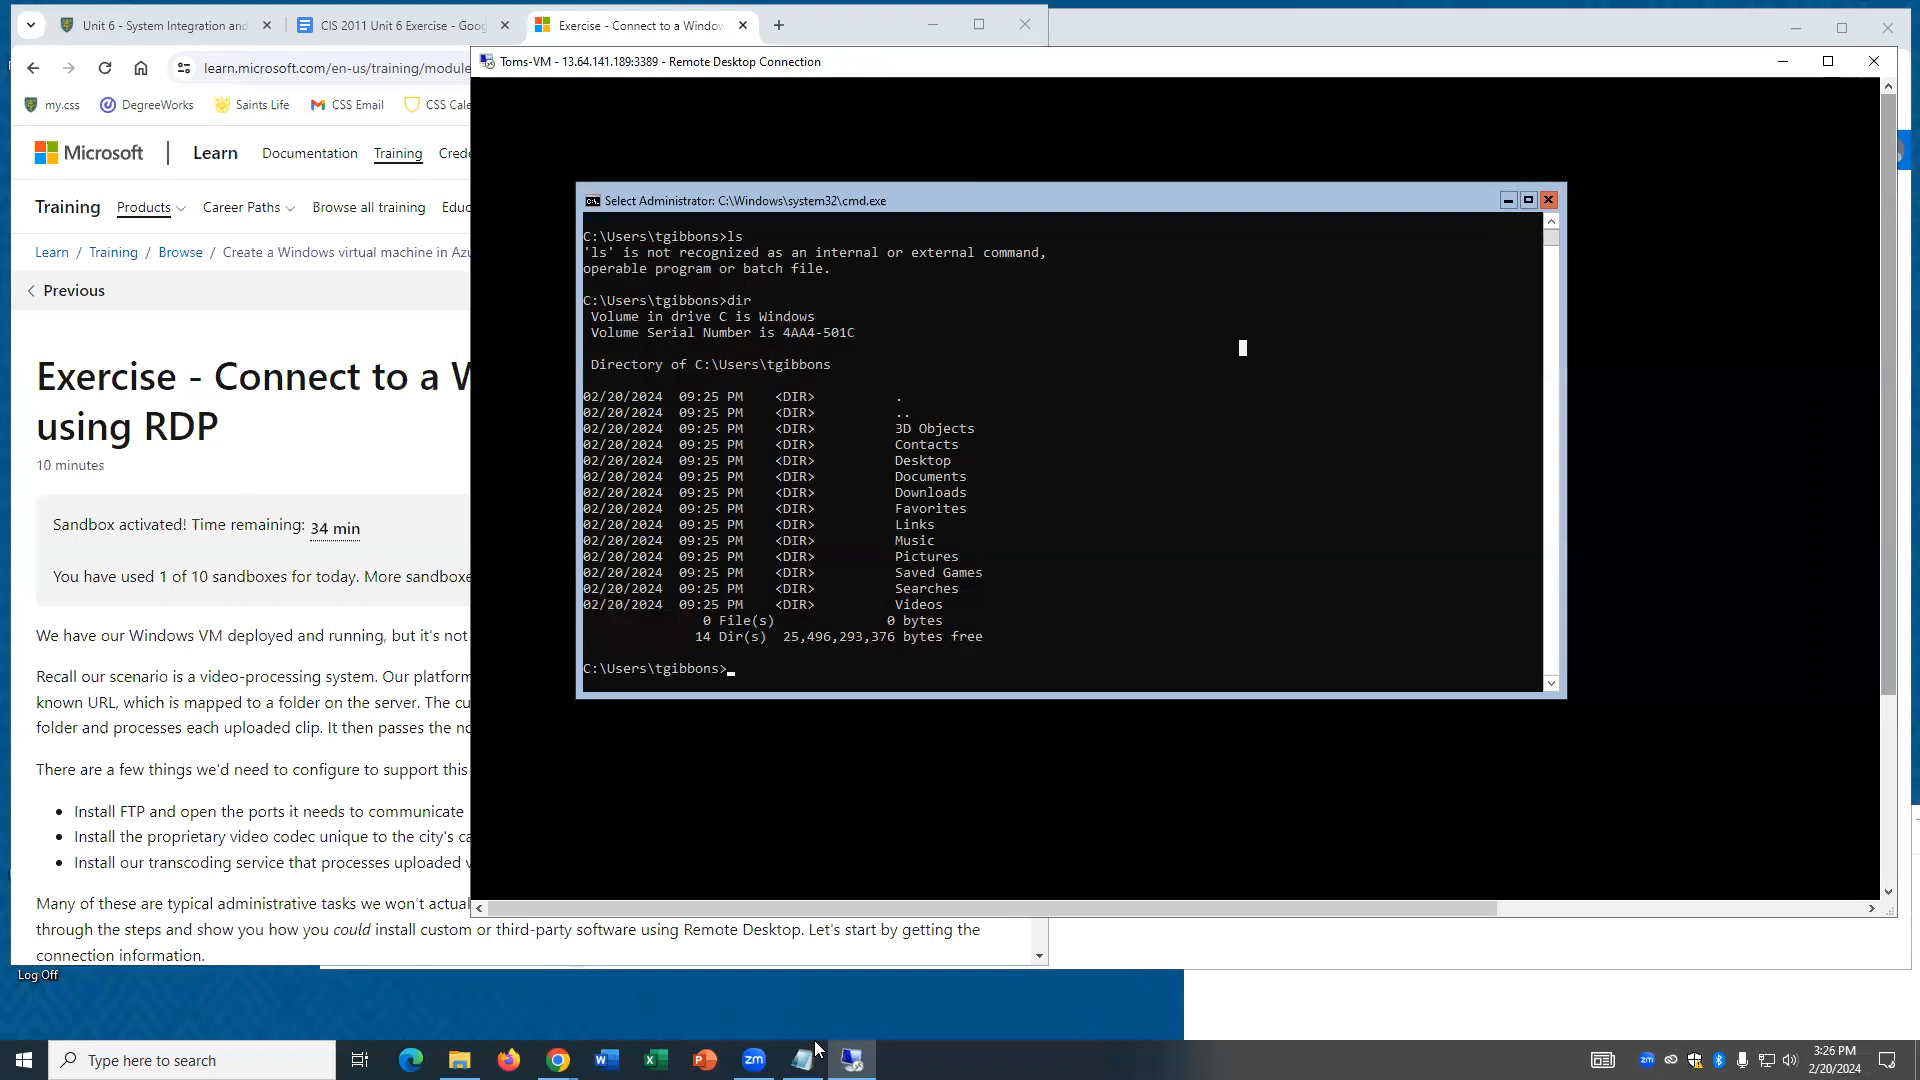 Unit 6 - System Integration and
CIS 2011 Unit 6 Exercise - Goog
Exercise - Connect to a Window
learn.microsoft.com/en-us/training/module
my.css
DegreeWorks
Saints Life
CSS Email
CSS Cale
Microsoft
Learn
Documentation
Training
Crede
Training
Products
Career Paths
Browse all training
Educ
Learn / Training / Browse / Create a Windows virtual machine in Azu
Previous
Exercise - Connect to a W
using RDP
10 minutes
Sandbox activated! Time remaining: 34 min
You have used 1 of 10 sandboxes for today. More sandboxe
We have our Windows VM deployed and running, but it's not
Recall our scenario is a video-processing system. Our platform
known URL, which is mapped to a folder on the server. The cu
folder and processes each uploaded clip. It then passes the no
There are a few things we'd need to configure to support this
Install FTP and open the ports it needs to communicate
Install the proprietary video codec unique to the city's ca
Install our transcoding service that processes uploaded v
Many of these are typical administrative tasks we won't actual
through the steps and show you how you could install custom or third-party software using Remote Desktop. Let's start by getting the
connection information.
Toms-VM - 13.64.141.189:3389 - Remote Desktop Connection
Select Administrator: C:\Windows\system32\cmd.exe
C:\Users\tgibbons>ls
'ls' is not recognized as an internal or external command,
operable program or batch file.
C:\Users\tgibbons>dir
Volume in drive C is Windows
Volume Serial Number is 4AA4-501C
Directory of C:\Users\tgibbons
02/20/2024 09:25 PM <DIR> .
02/20/2024 09:25 PM <DIR> ..
02/20/2024 09:25 PM <DIR> 3D Objects
02/20/2024 09:25 PM <DIR> Contacts
02/20/2024 09:25 PM <DIR> Desktop
02/20/2024 09:25 PM <DIR> Documents
02/20/2024 09:25 PM <DIR> Downloads
02/20/2024 09:25 PM <DIR> Favorites
02/20/2024 09:25 PM <DIR> Links
02/20/2024 09:25 PM <DIR> Music
02/20/2024 09:25 PM <DIR> Pictures
02/20/2024 09:25 PM <DIR> Saved Games
02/20/2024 09:25 PM <DIR> Searches
02/20/2024 09:25 PM <DIR> Videos
0 File(s) 0 bytes
14 Dir(s) 25,496,293,376 bytes free
C:\Users\tgibbons>_
Log Off
Type here to search
zm
zm
3:26 PM
2/20/2024